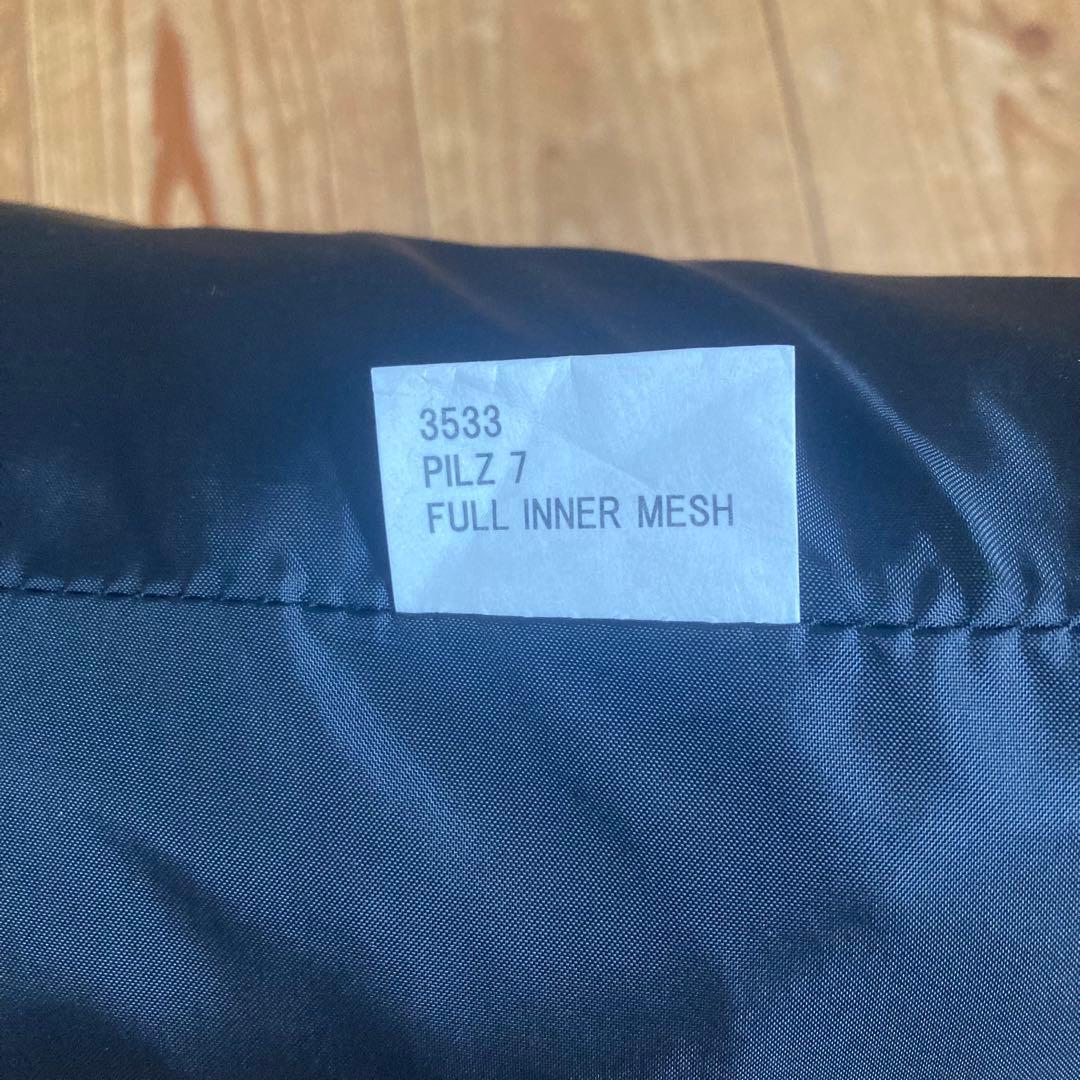 3533
PILZ 7
FULL INNER MESH